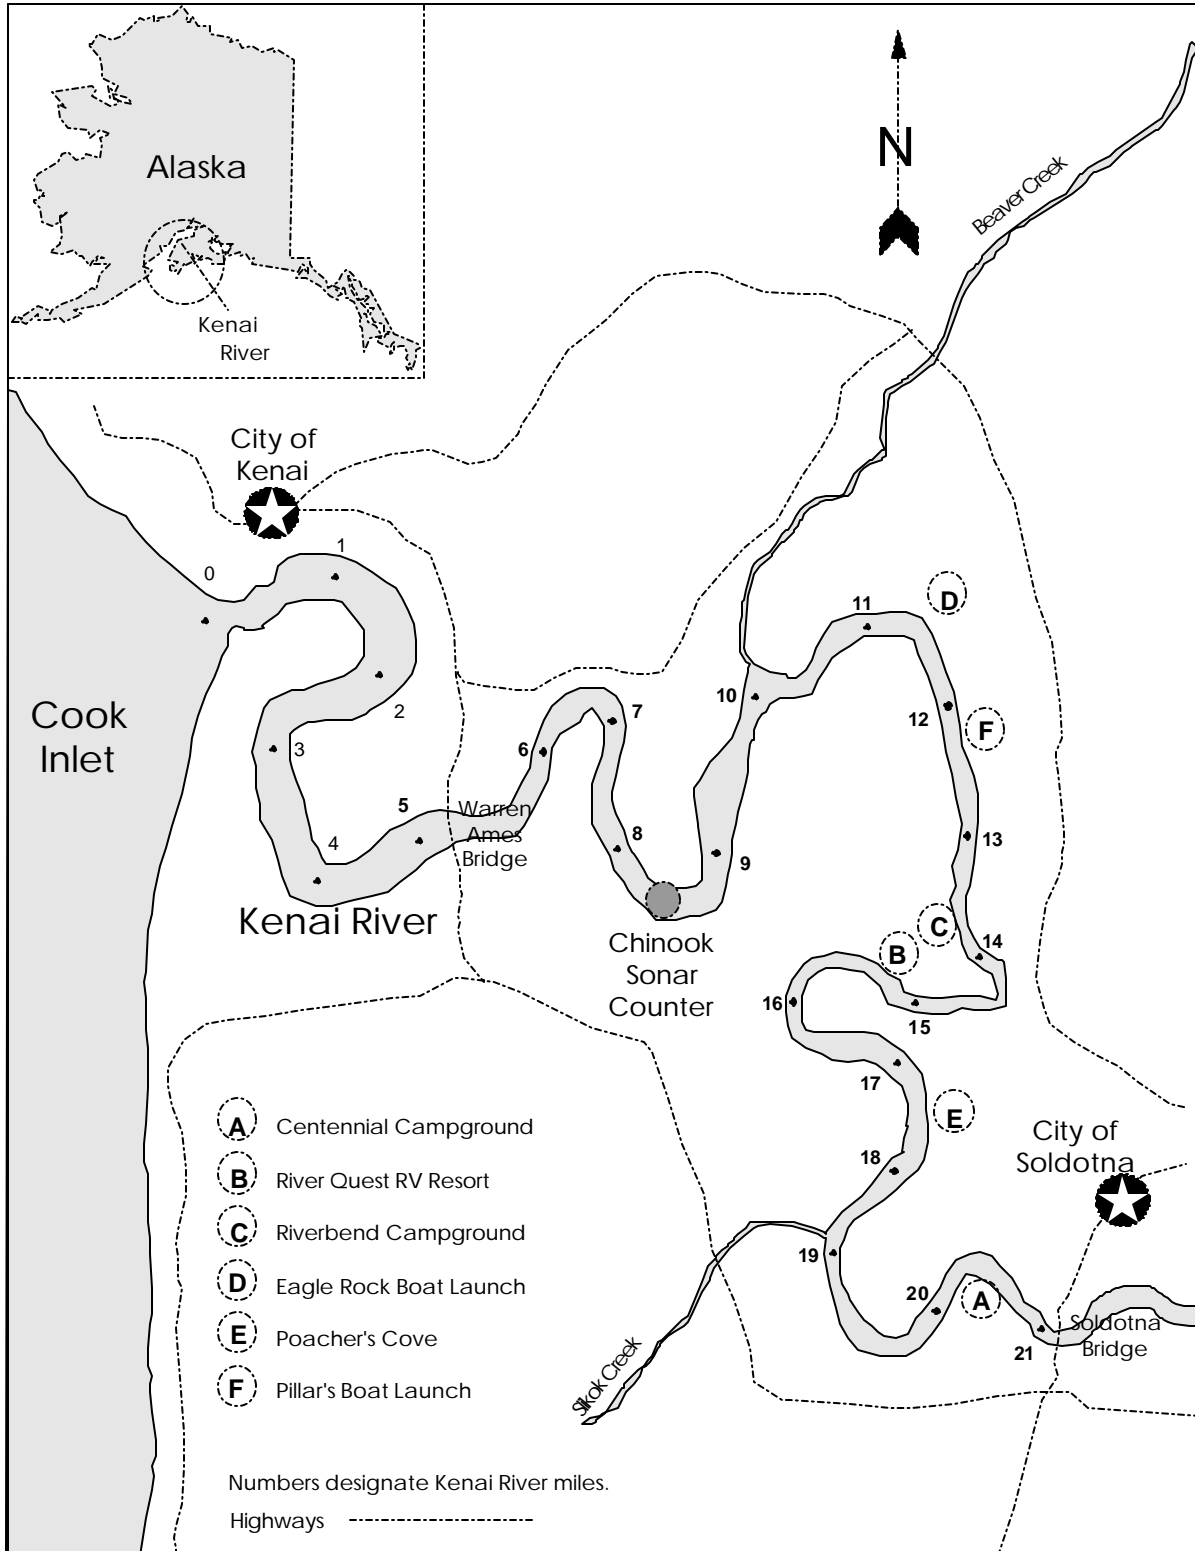 Alaska
Kenai
River
N
Beaver Creek
City of
Kenai
0
1
2
3
4
5
6
7
8
9
10
11
12
13
14
15
16
17
18
19
20
21
D
F
C
B
E
A
Cook
Inlet
Warren
Ames
Bridge
Kenai River
Chinook
Sonar
Counter
City of
Soldotna
Soldotna
Bridge
Slikok Creek
A Centennial Campground
B River Quest RV Resort
C Riverbend Campground
D Eagle Rock Boat Launch
E Poacher's Cove
F Pillar's Boat Launch
Numbers designate Kenai River miles.
Highways